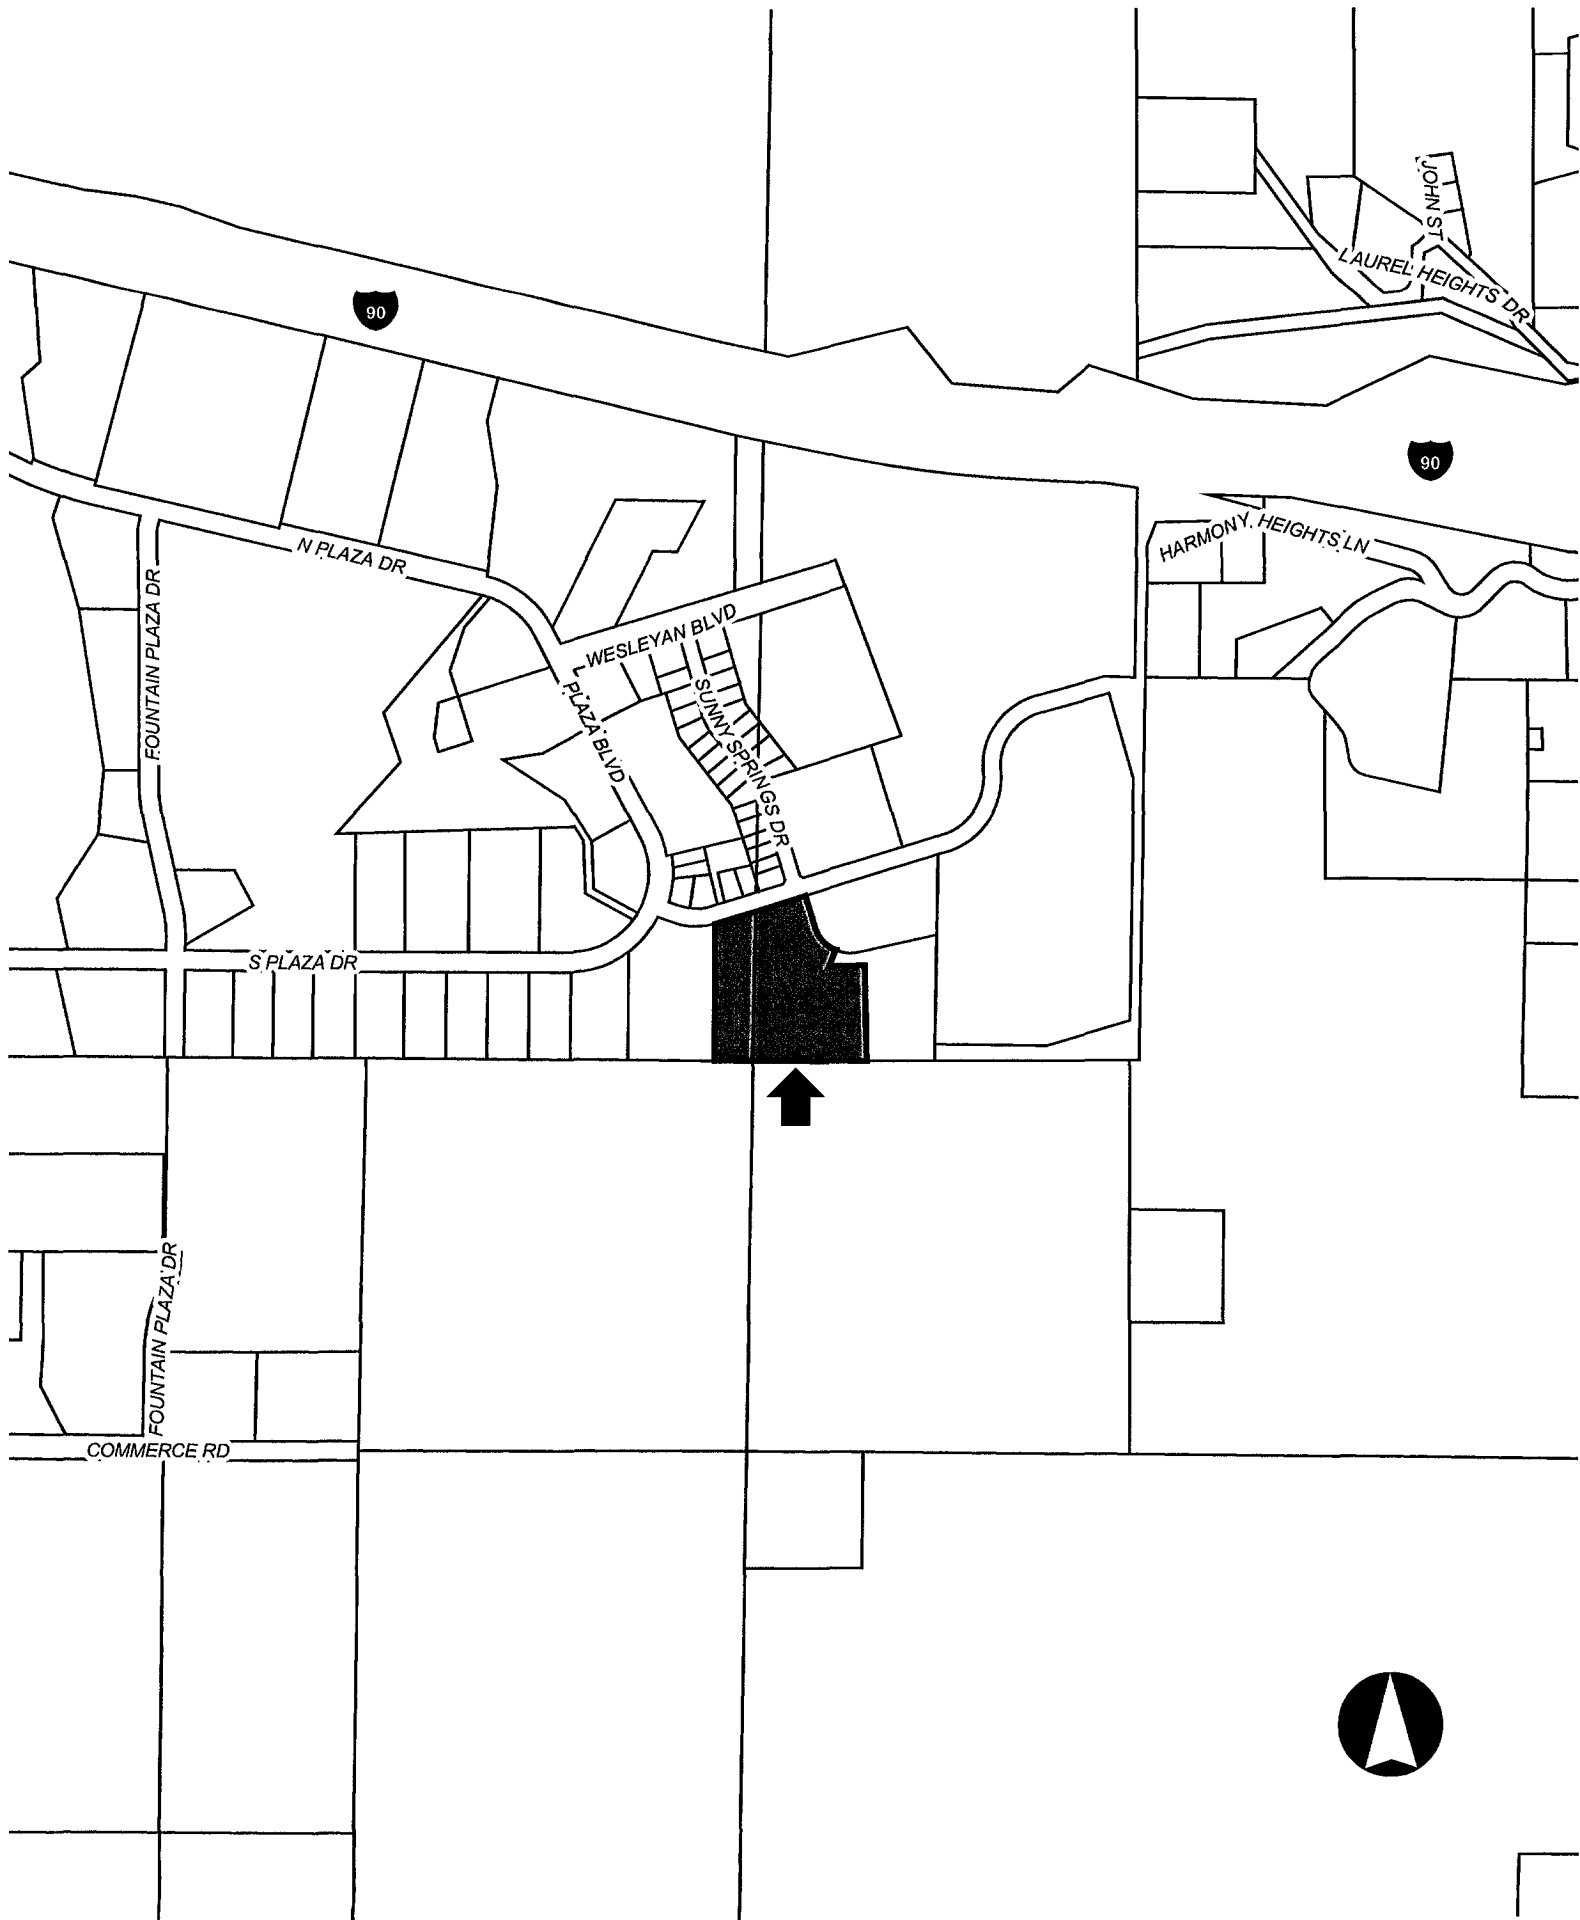 JOHN ST
LAUREL HEIGHTS DR
90
90
HARMONY HEIGHTS LN
N PLAZA DR
FOUNTAIN PLAZA DR
WESLEYAN BLVD
PLAZA BLVD
SUNNY SPRINGS DR
S PLAZA DR
FOUNTAIN PLAZA DR
COMMERCE RD